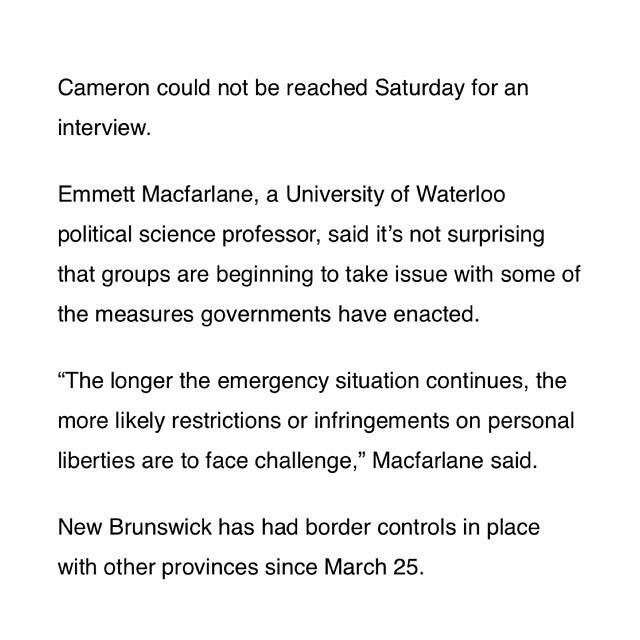 Cameron could not be reached Saturday for an
interview.
Emmett Macfarlane, a University of Waterloo
political science professor, said it’s not surprising
that groups are beginning to take issue with some of
the measures governments have enacted.
“The longer the emergency situation continues, the
more likely restrictions or infringements on personal
liberties are to face challenge,” Macfarlane said.
New Brunswick has had border controls in place
with other provinces since March 25.